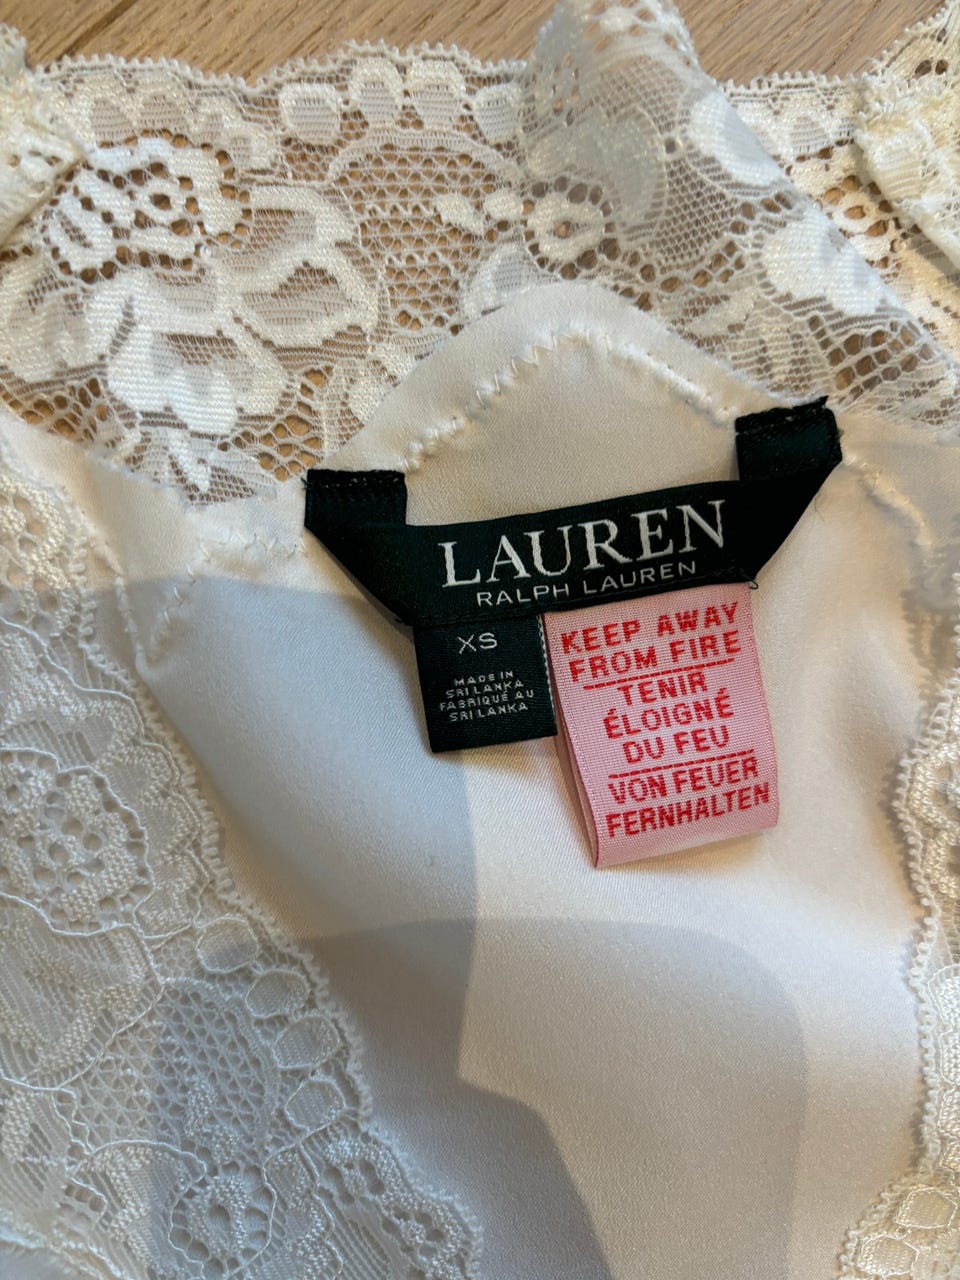 LAUREN
RALPH LAUREN
XS
MADE IN
SRI LANKA
FABRIQUÉ AU
SRI LANKA
KEEP AWAY
FROM FIRE
TENIR
ÉLOIGNÉ
DU FEU
VON FEUER
FERNHALTEN